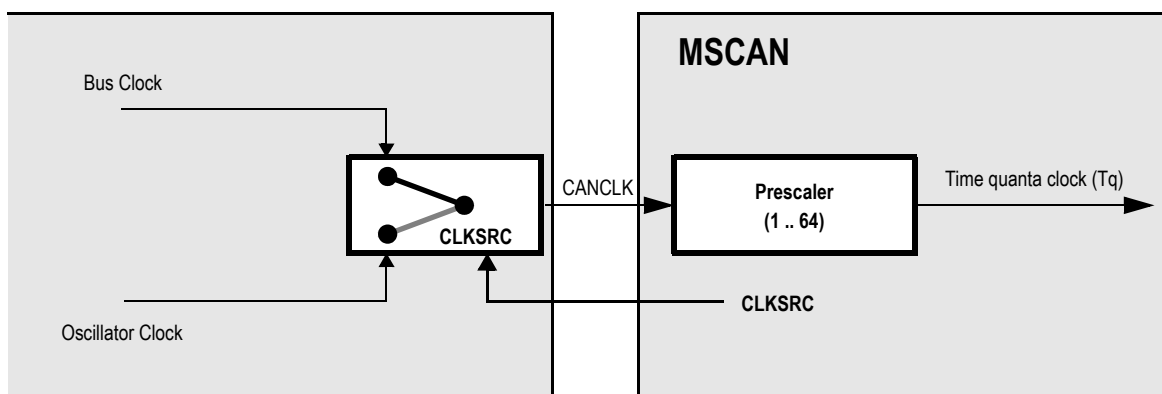 MSCAN
Bus Clock
CANCLK
Prescaler
(1 .. 64)
Time quanta clock (Tq)
CLKSRC
CLKSRC
Oscillator Clock